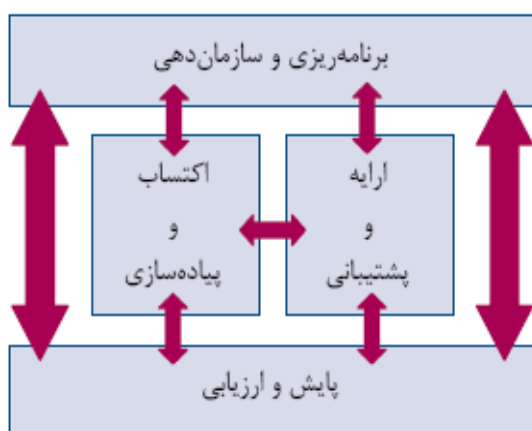 برنامه‌ریزی و سازمان‌دهی
ارایه
و
پشتیبانی
اکتساب
و
پیاده‌سازی
پایش و ارزیابی